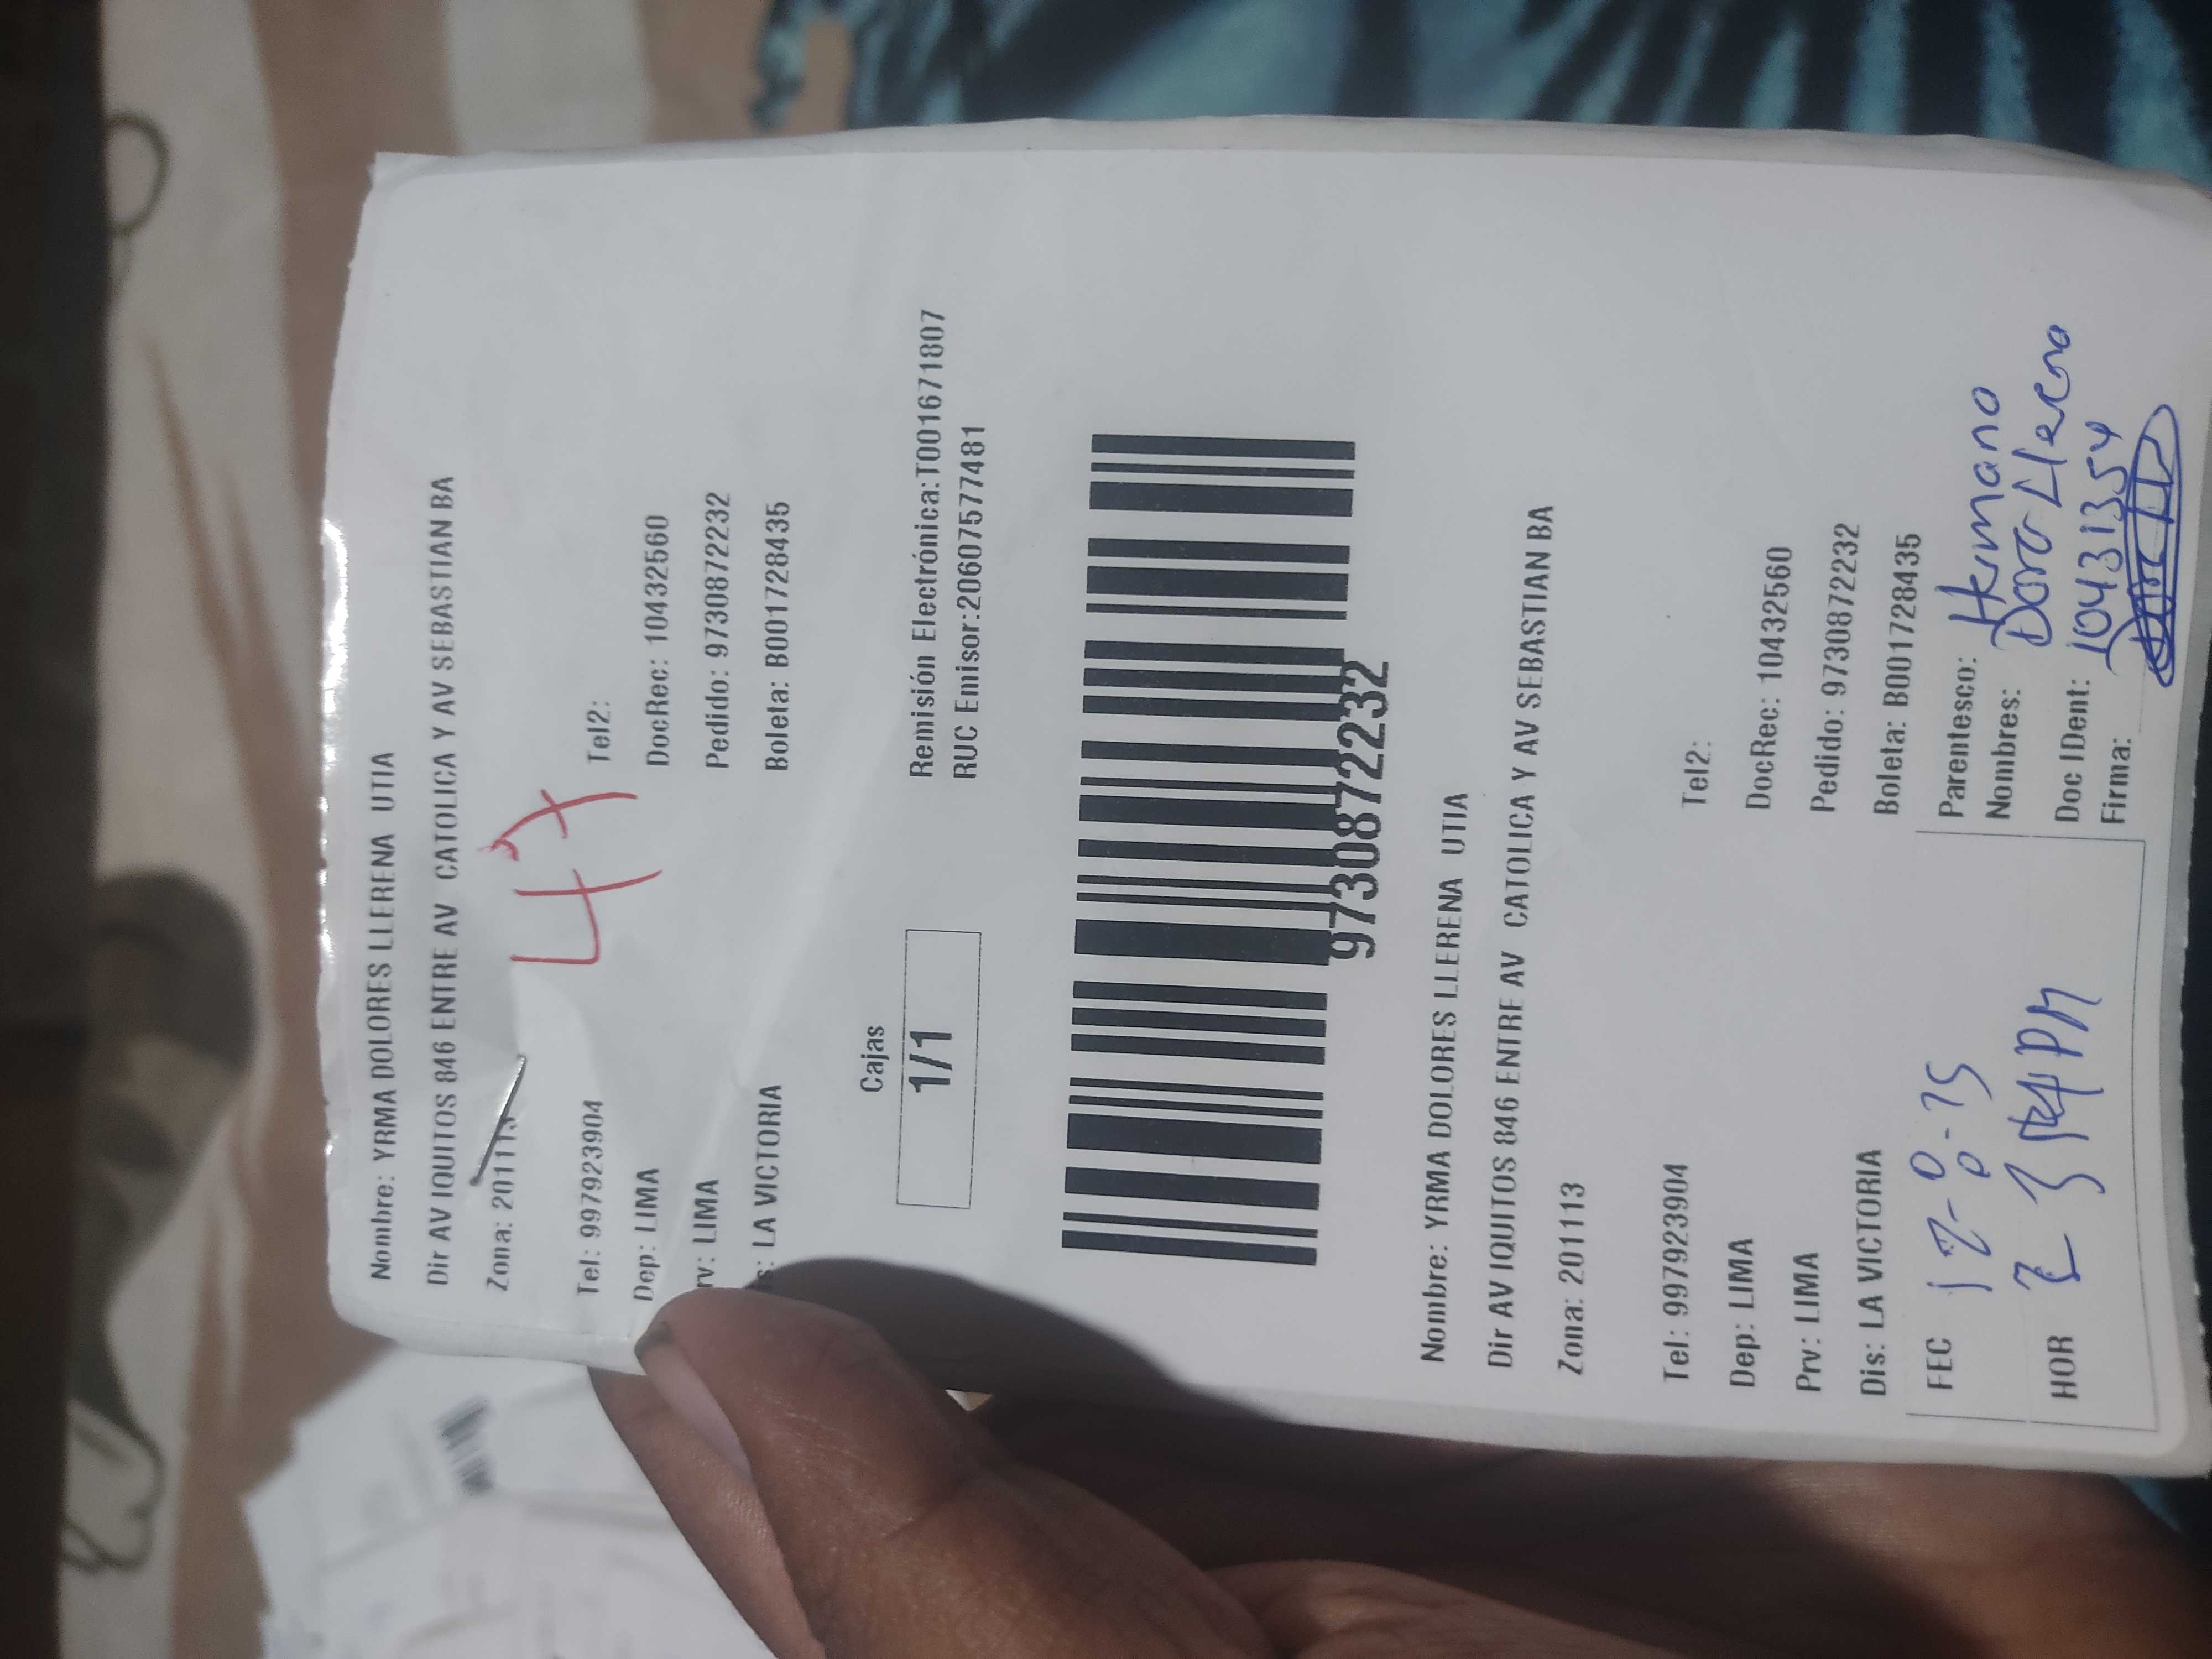 Nombre: YRMA DOLORES LLERENA UTIA
Dir AV IQUITOS 846 ENTRE AV CATOLICA Y AV SEBASTIAN BA
Zona: 20111
47
Tel: 997923904 Tel2:
Dep: LIMA DocRec: 10432560
rv: LIMA Pedido: 9730872232
s: LA VICTORIA Boleta: B001728435
Cajas
1/1
Remisión Electrónica:T001671807
RUC Emisor:20607577481
9730872232
Nombre: YRMA DOLORES LLERENA UTIA
Dir AV IQUITOS 846 ENTRE AV CATOLICA Y AV SEBASTIAN BA
Zona: 201113
Tel: 997923904 Tel2:
Dep: LIMA DocRec: 10432560
Prv: LIMA Pedido: 9730872232
Dis: LA VICTORIA Boleta: B001728435
FEC
HOR
Parentesco: Hermano
Nombres:
Doc IDent: 10431354
Firma: